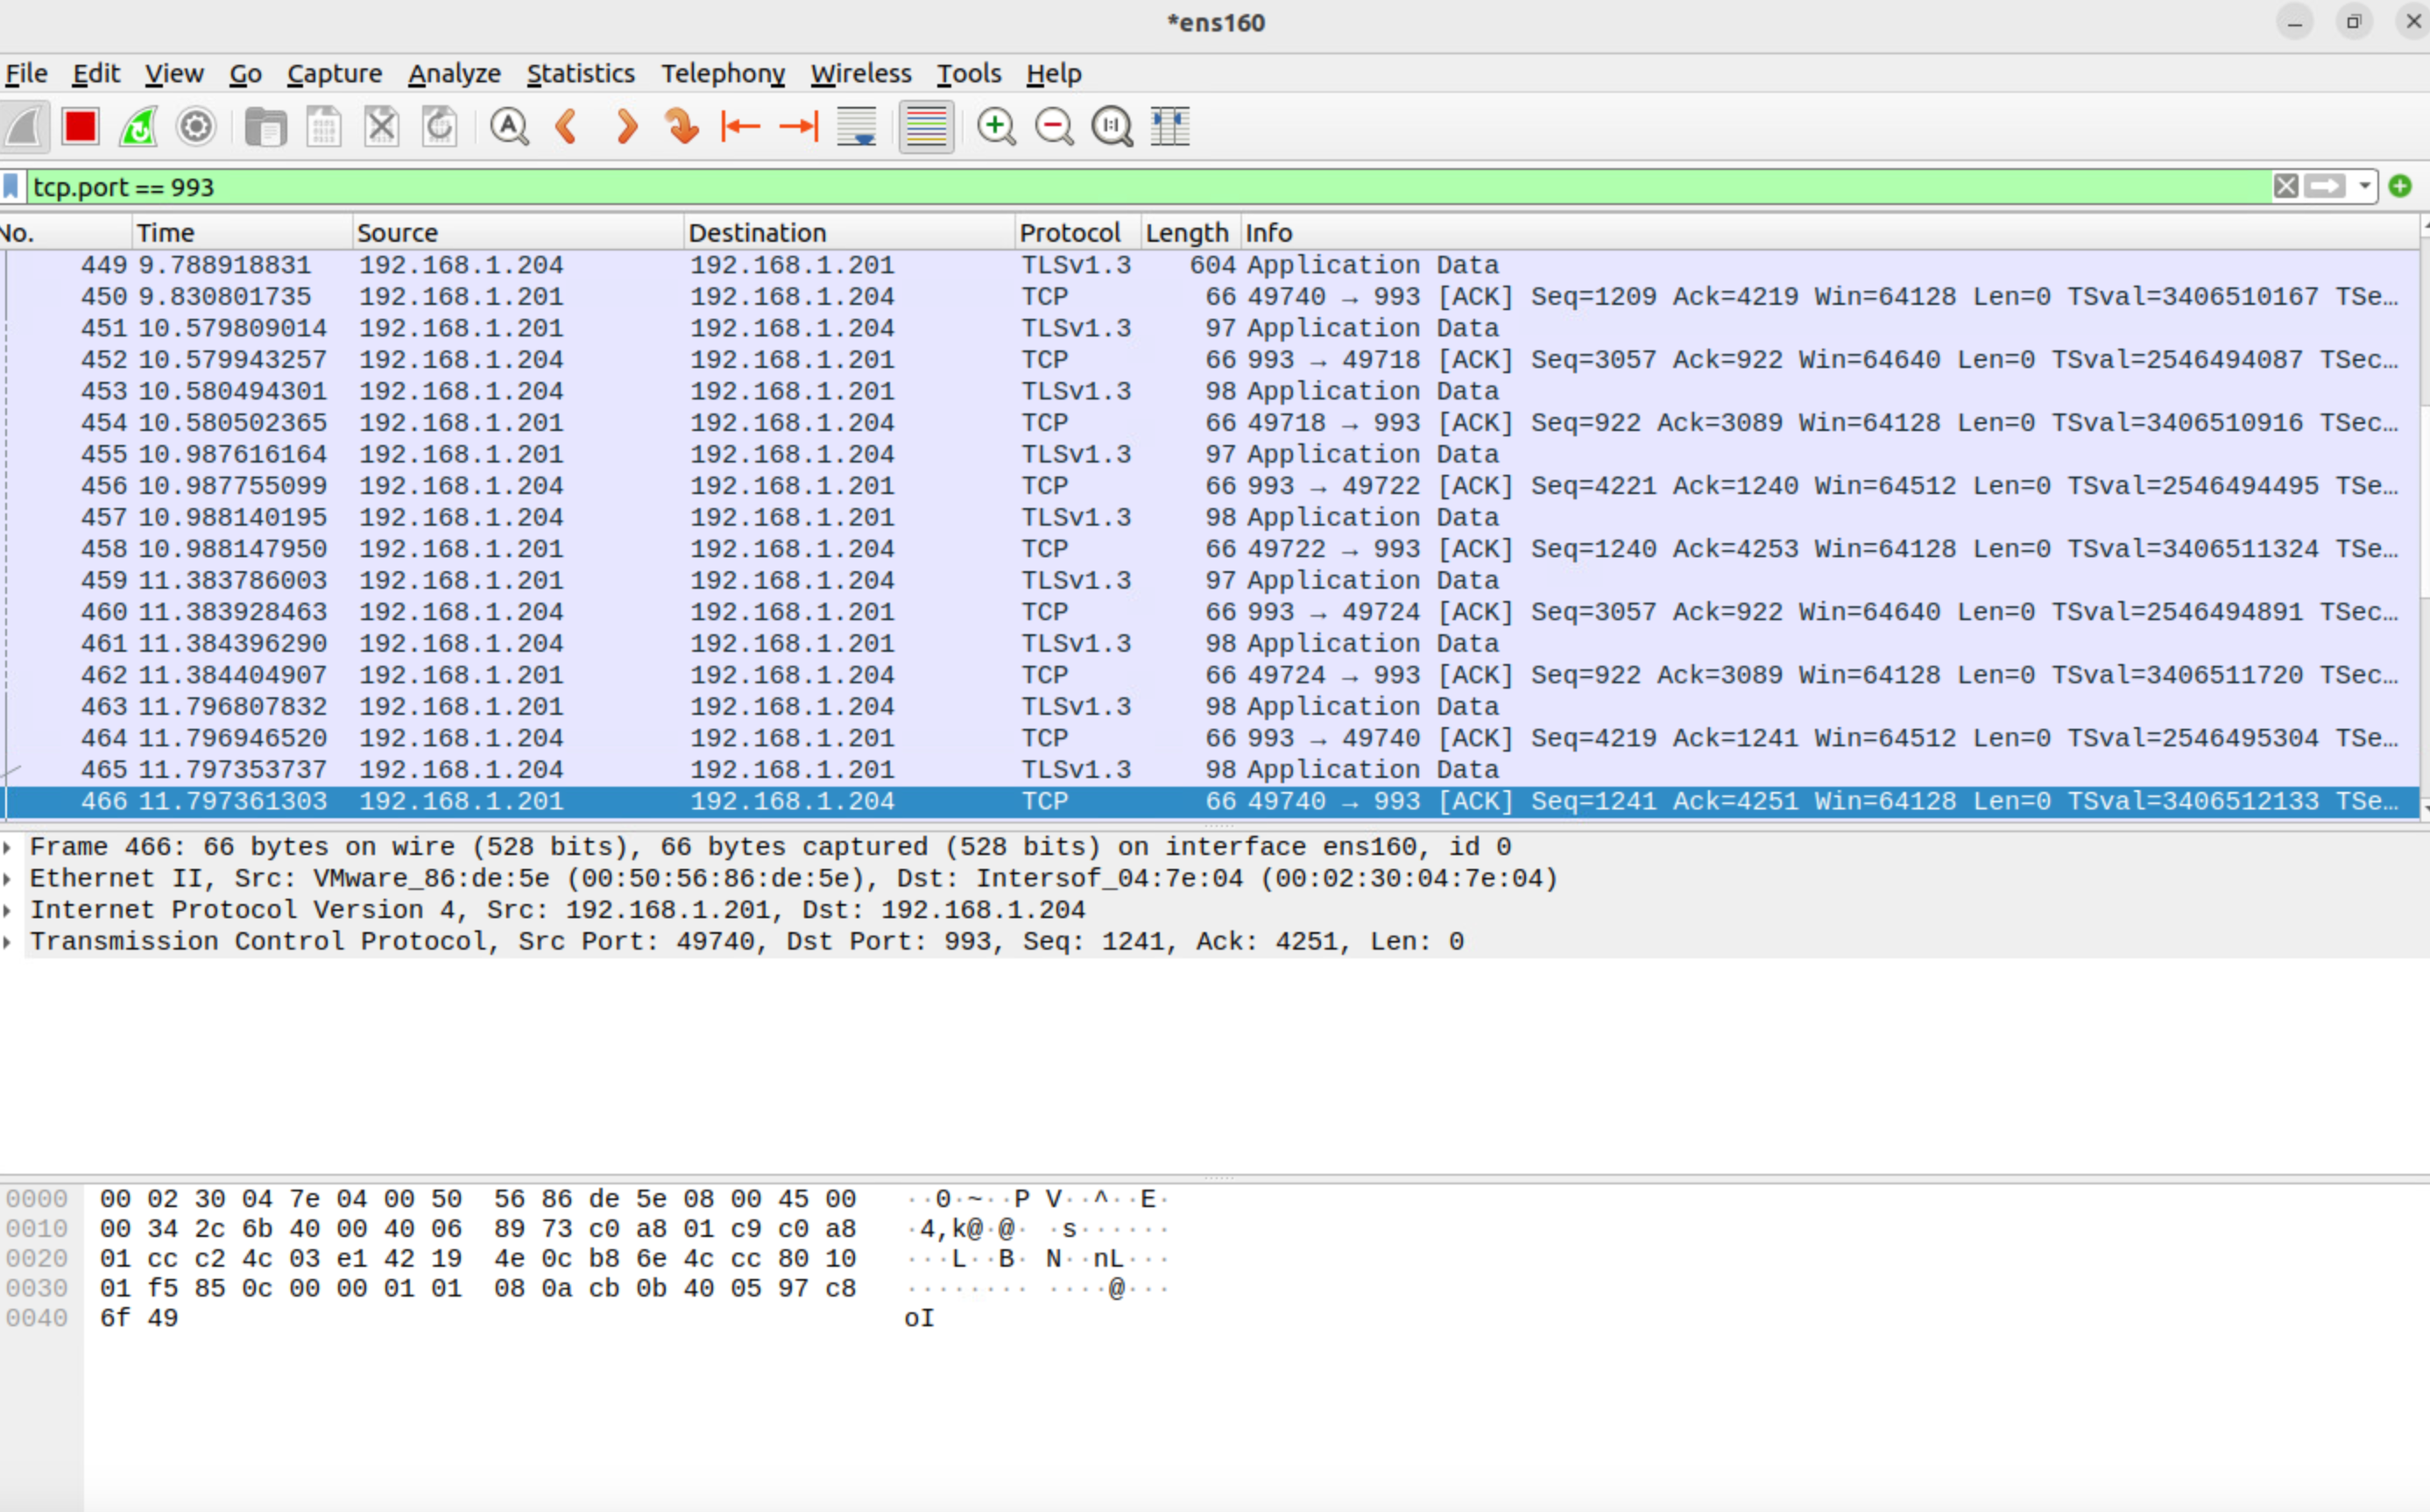 *ens160
File Edit View Go Capture Analyze Statistics Telephony Wireless Tools Help
tcp.port == 993
No. Time Source Destination Protocol Length Info
449 9.788918831 192.168.1.204 192.168.1.201 TLSv1.3 604 Application Data
450 9.830801735 192.168.1.201 192.168.1.204 TCP 66 49740 → 993 [ACK] Seq=1209 Ack=4219 Win=64128 Len=0 TSval=3406510167 TSe…
451 10.579809014 192.168.1.201 192.168.1.204 TLSv1.3 97 Application Data
452 10.579943257 192.168.1.204 192.168.1.201 TCP 66 993 → 49718 [ACK] Seq=3057 Ack=922 Win=64640 Len=0 TSval=2546494087 TSec…
453 10.580494301 192.168.1.204 192.168.1.201 TLSv1.3 98 Application Data
454 10.580502365 192.168.1.201 192.168.1.204 TCP 66 49718 → 993 [ACK] Seq=922 Ack=3089 Win=64128 Len=0 TSval=3406510916 TSec…
455 10.987616164 192.168.1.201 192.168.1.204 TLSv1.3 97 Application Data
456 10.987755099 192.168.1.204 192.168.1.201 TCP 66 993 → 49722 [ACK] Seq=4221 Ack=1240 Win=64512 Len=0 TSval=2546494495 TSe…
457 10.988140195 192.168.1.204 192.168.1.201 TLSv1.3 98 Application Data
458 10.988147950 192.168.1.201 192.168.1.204 TCP 66 49722 → 993 [ACK] Seq=1240 Ack=4253 Win=64128 Len=0 TSval=3406511324 TSe…
459 11.383786003 192.168.1.201 192.168.1.204 TLSv1.3 97 Application Data
460 11.383928463 192.168.1.204 192.168.1.201 TCP 66 993 → 49724 [ACK] Seq=3057 Ack=922 Win=64640 Len=0 TSval=2546494891 TSec…
461 11.384396290 192.168.1.204 192.168.1.201 TLSv1.3 98 Application Data
462 11.384404907 192.168.1.201 192.168.1.204 TCP 66 49724 → 993 [ACK] Seq=922 Ack=3089 Win=64128 Len=0 TSval=3406511720 TSec…
463 11.796807832 192.168.1.201 192.168.1.204 TLSv1.3 98 Application Data
464 11.796946520 192.168.1.204 192.168.1.201 TCP 66 993 → 49740 [ACK] Seq=4219 Ack=1241 Win=64512 Len=0 TSval=2546495304 TSe…
465 11.797353737 192.168.1.204 192.168.1.201 TLSv1.3 98 Application Data
466 11.797361303 192.168.1.201 192.168.1.204 TCP 66 49740 → 993 [ACK] Seq=1241 Ack=4251 Win=64128 Len=0 TSval=3406512133 TSe…
Frame 466: 66 bytes on wire (528 bits), 66 bytes captured (528 bits) on interface ens160, id 0
Ethernet II, Src: VMware_86:de:5e (00:50:56:86:de:5e), Dst: Intersof_04:7e:04 (00:02:30:04:7e:04)
Internet Protocol Version 4, Src: 192.168.1.201, Dst: 192.168.1.204
Transmission Control Protocol, Src Port: 49740, Dst Port: 993, Seq: 1241, Ack: 4251, Len: 0
0000 00 02 30 04 7e 04 00 50 56 86 de 5e 08 00 45 00 ··0·~··P V··^··E·
0010 00 34 2c 6b 40 00 40 06 89 73 c0 a8 01 c9 c0 a8 ·4,k@·@· ·s······
0020 01 cc c2 4c 03 e1 42 19 4e 0c b8 6e 4c cc 80 10 ···L··B· N··nL···
0030 01 f5 85 0c 00 00 01 01 08 0a cb 0b 40 05 97 c8 ········ ····@···
0040 6f 49 oI